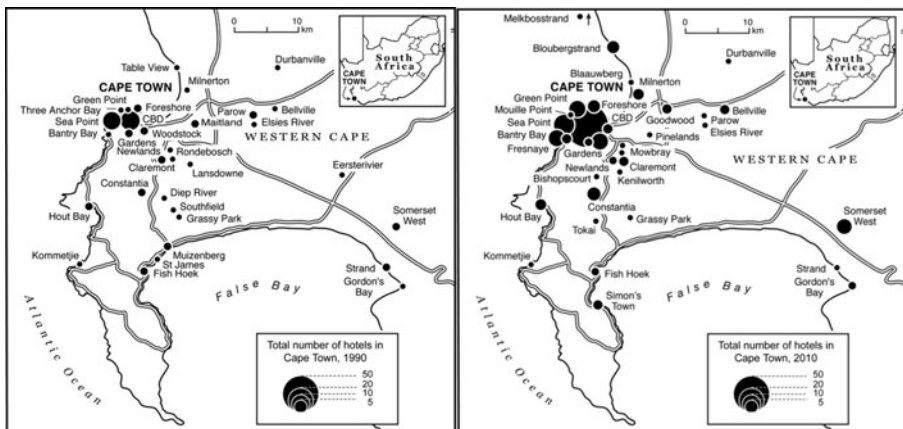 0 10
km
Durbanville
South
Africa
CAPE
TOWN
Table View
Milnerton
CAPE TOWN
Green Point
Foreshore
Three Anchor Bay
CBD
Parow
Bellville
Sea Point
Maitland
Elsies River
Bantry Bay
Woodstock
WESTERN CAPE
Gardens
Newlands
Rondebosch
Claremont
Lansdowne
Eersterivier
Constantia
Diep River
Southfield
Hout Bay
Grassy Park
Somerset
West
Kommetjie
Muizenberg
St James
Fish Hoek
Strand
Gordon's
Bay
False Bay
Atlantic Ocean
Total number of hotels in
Cape Town, 1990
50
20
10
5
Melkbosstrand
0 10
km
Bloubergstrand
Durbanville
South
Africa
CAPE
TOWN
Blaauwberg
CAPE TOWN
Milnerton
Green Point
Foreshore
Mouille Point
CBD
Goodwood
Bellville
Sea Point
Parow
Elsies River
Bantry Bay
Pinelands
Fresnaye
Gardens
Mowbray
WESTERN CAPE
Newlands
Claremont
Bishopscourt
Kenilworth
Constantia
Hout Bay
Grassy Park
Somerset
West
Tokai
Kommetjie
Fish Hoek
Strand
Gordon's
Bay
Simon's
Town
False Bay
Atlantic Ocean
Total number of hotels in
Cape Town, 2010
50
20
10
5